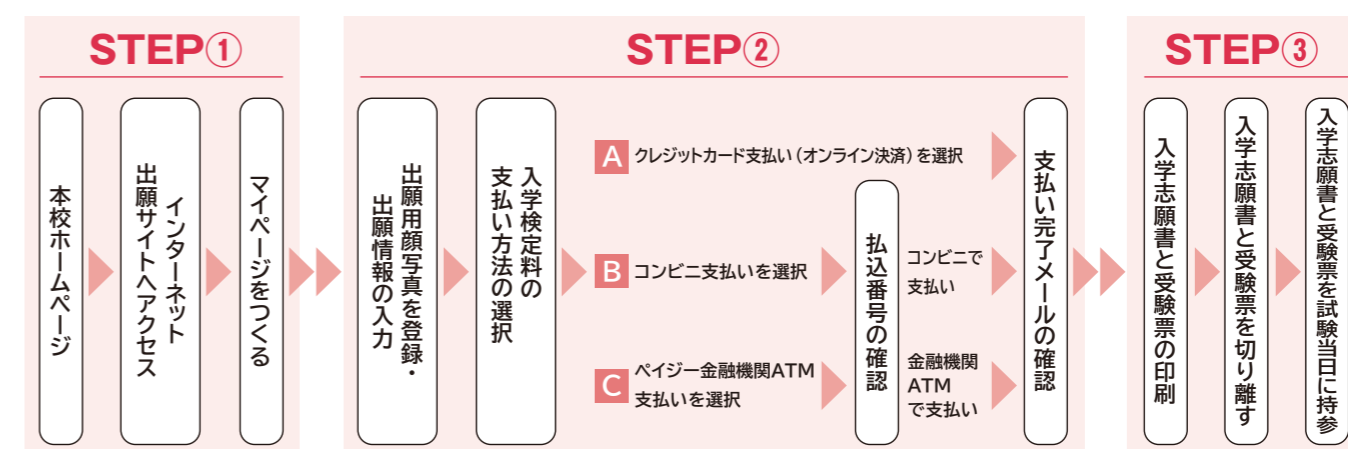 STEP①
本校ホームページ
インターネット
出願サイトへアクセス
マイページをつくる
STEP②
出願用顔写真を登録・
出願情報の入力
入学検定料の
支払い方法の選択
A クレジットカード支払い（オンライン決済）を選択
B コンビニ支払いを選択
C ペイジー金融機関ATM
支払いを選択
払込番号の確認
コンビニで
支払い
金融機関
ATM
で支払い
支払い完了メールの確認
STEP③
入学志願書と受験票の印刷
入学志願書と受験票を切り離す
入学志願書と受験票を試験当日に持参